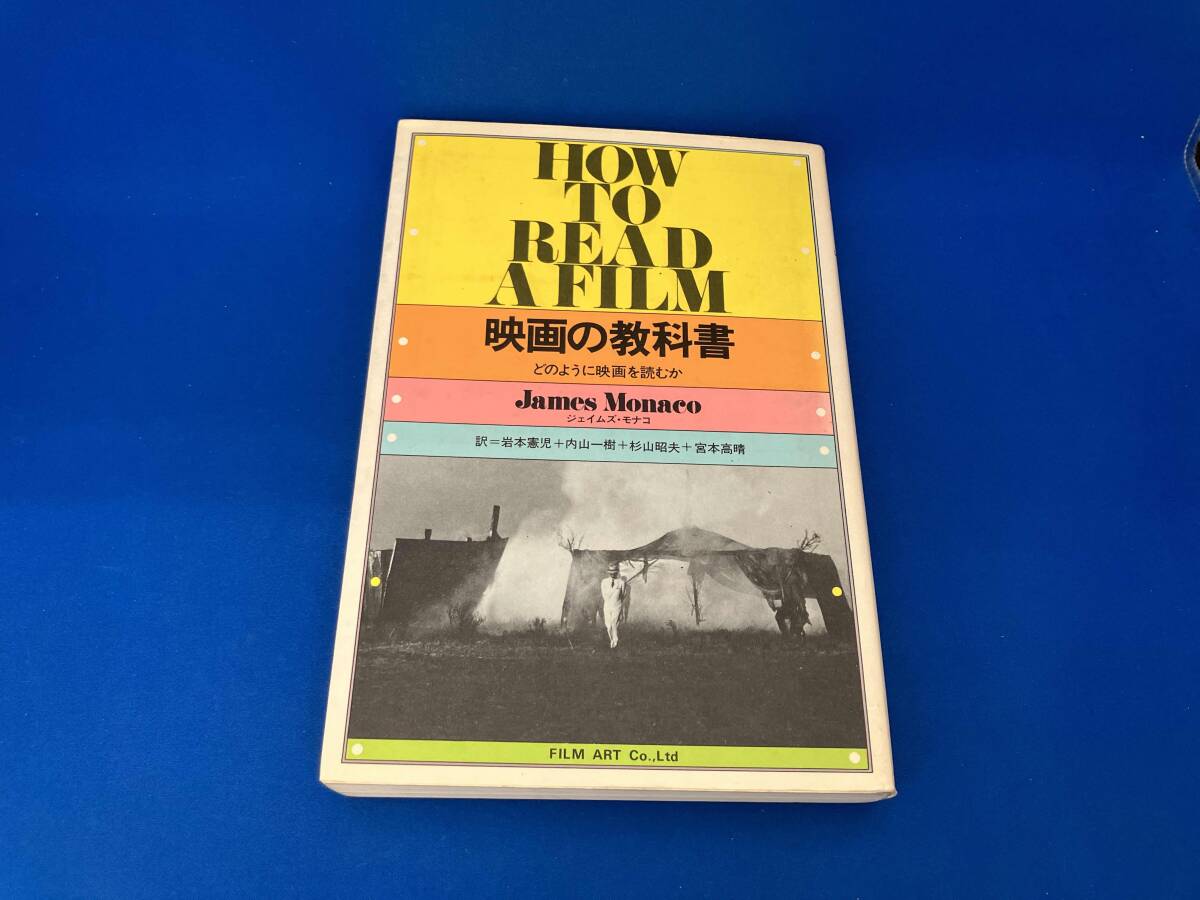 HOW
TO
READ
A FILM
映画の教科書
どのように映画を読むか
James Monaco
ジェイムズ・モナコ
訳=岩本憲児+内山一樹+杉山昭夫+宮本高晴
FILM ART Co.,Ltd